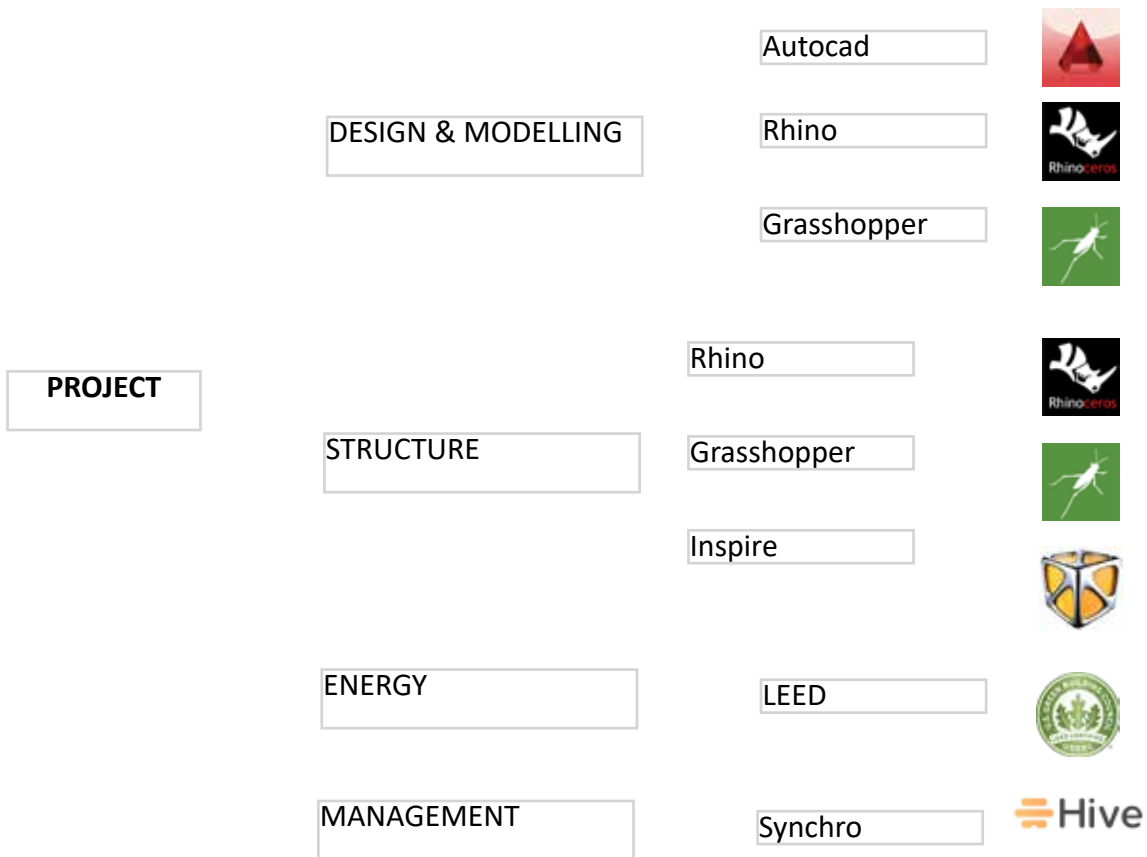 Autocad
DESIGN & MODELLING
Rhino
Rhinoceros
Grasshopper
PROJECT
Rhino
Rhinoceros
STRUCTURE
Grasshopper
Inspire
ENERGY
LEED
MANAGEMENT
Synchro
Hive